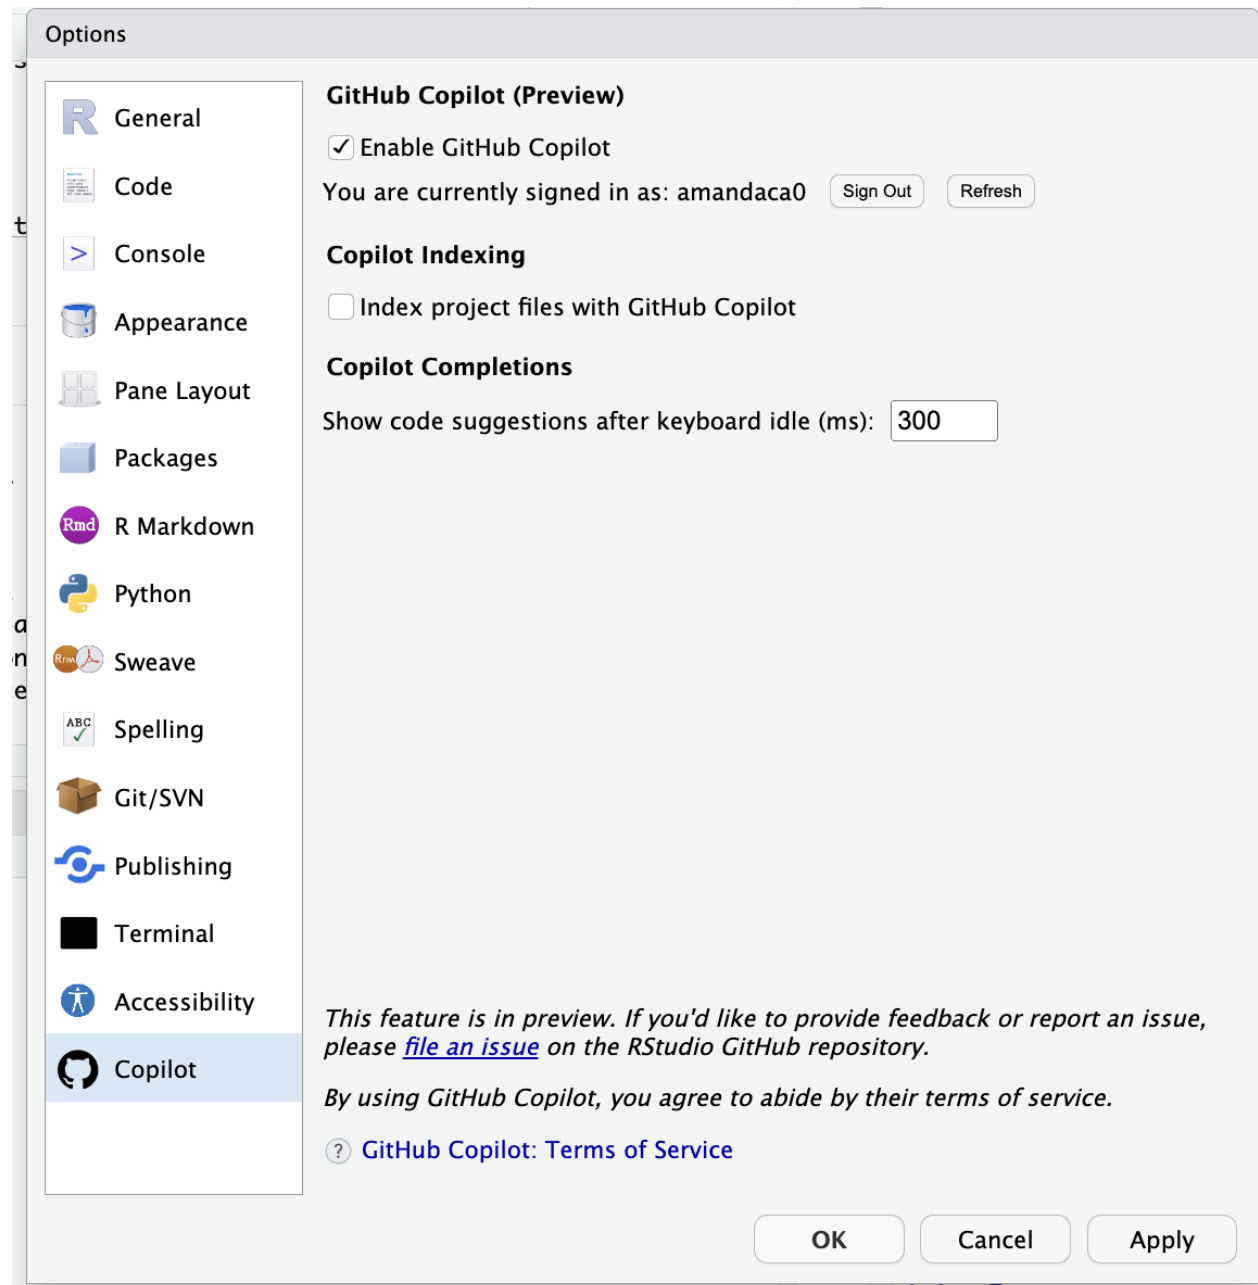 Options
General
Code
Console
Appearance
Pane Layout
Packages
Rmd R Markdown
Python
Rnw Sweave
ABC Spelling
Git/SVN
Publishing
Terminal
Accessibility
Copilot
GitHub Copilot (Preview)
Enable GitHub Copilot
You are currently signed in as: amandaca0 Sign Out Refresh
Copilot Indexing
Index project files with GitHub Copilot
Copilot Completions
Show code suggestions after keyboard idle (ms): 300
This feature is in preview. If you'd like to provide feedback or report an issue,
please file an issue on the RStudio GitHub repository.
By using GitHub Copilot, you agree to abide by their terms of service.
? GitHub Copilot: Terms of Service
OK Cancel Apply